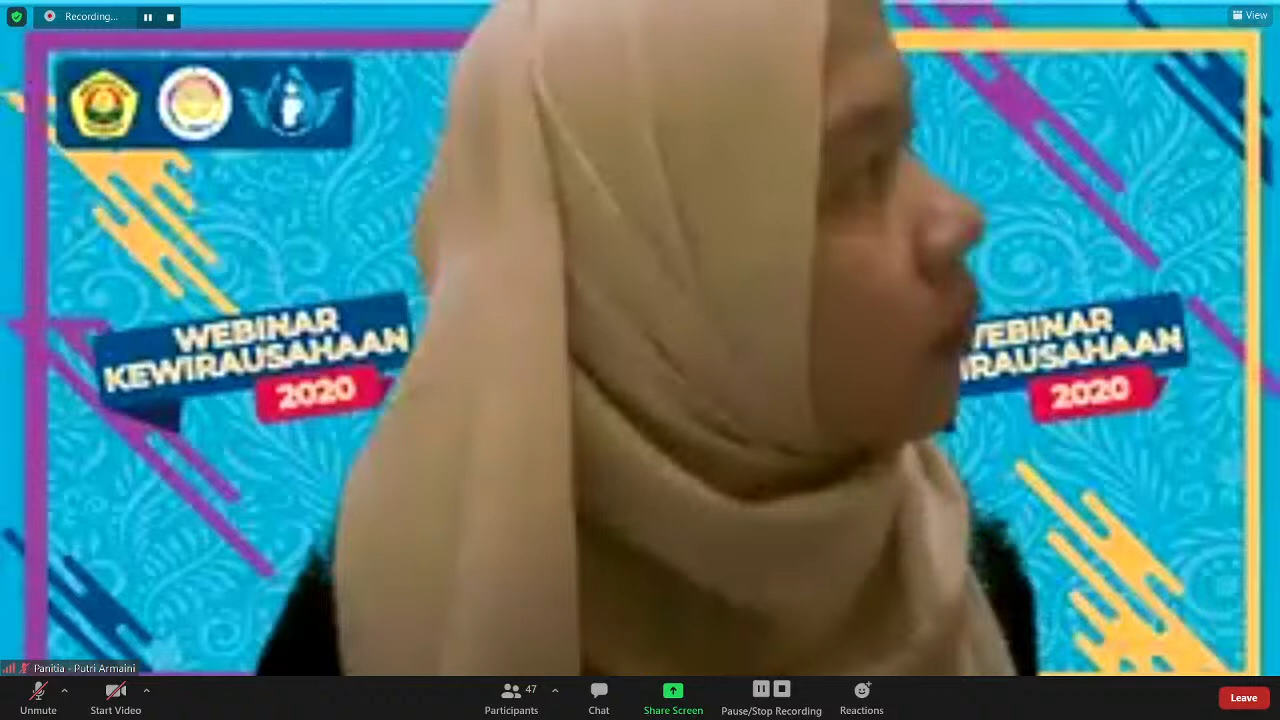 Recording...
View
WEBINAR
KEWIRAUSAHAAN
2020
WEBINAR
IRAUSAHAAN
2020
Panitia - Putri Armaini
Unmute
Start Video
47
Participants
Chat
Share Screen
Pause/Stop Recording
Reactions
Leave